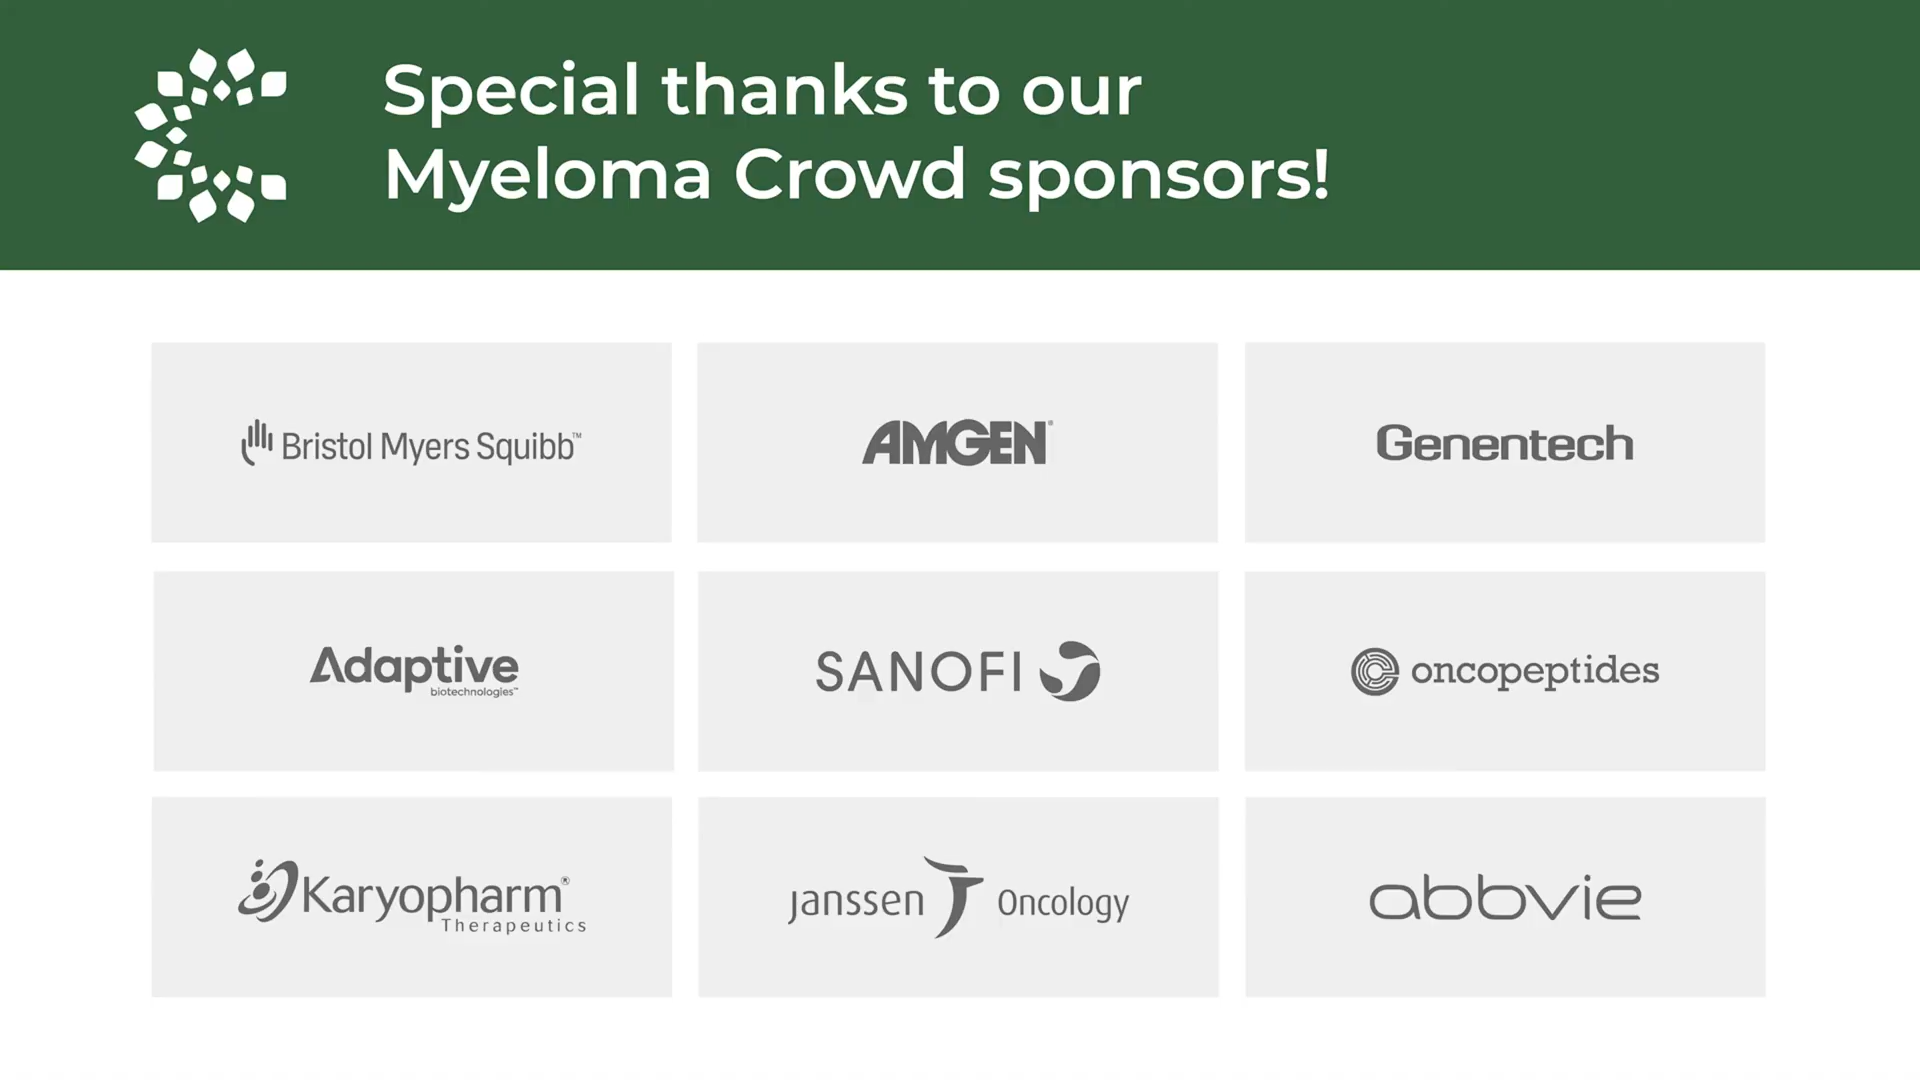 Special thanks to our
Myeloma Crowd sponsors!
Bristol Myers Squibb™
AMGEN®
Genentech
Adaptive
biotechnologies™
SANOFI
oncopeptides
Karyopharm®
Therapeutics
janssen Oncology
abbvie